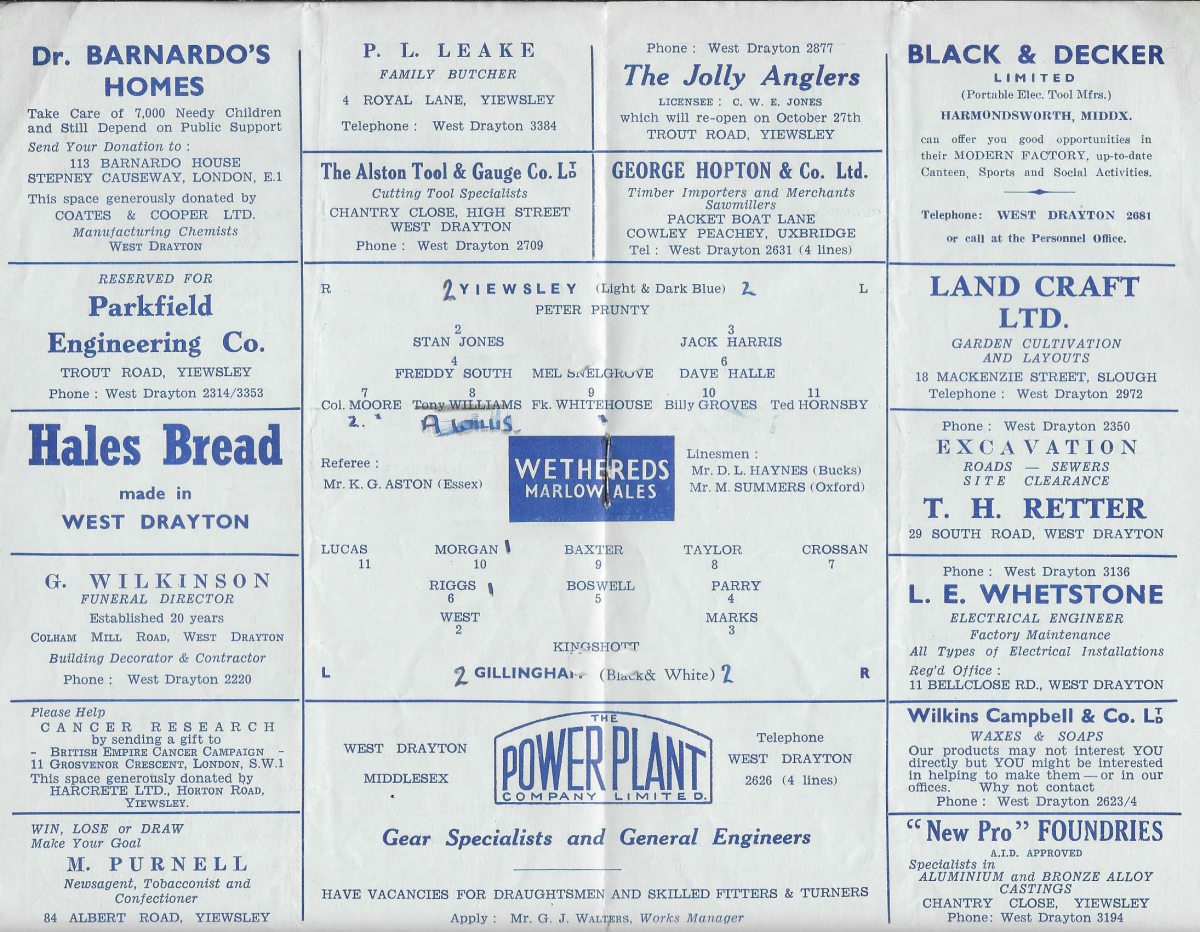 Dr. BARNARDO'S
HOMES
Take Care of 7,000 Needy Children
and Still Depend on Public Support
Send Your Donation to :
113 BARNARDO HOUSE
STEPNEY CAUSEWAY, LONDON, E.1
This space generously donated by
COATES & COOPER LTD.
Manufacturing Chemists
WEST DRAYTON
RESERVED FOR
Parkfield
Engineering Co.
TROUT ROAD, YIEWSLEY
Phone : West Drayton 2314/3353
Hales Bread
made in
WEST DRAYTON
G. WILKINSON
FUNERAL DIRECTOR
Established 20 years
COLHAM MILL ROAD, WEST DRAYTON
Building Decorator & Contractor
Phone : West Drayton 2220
Please Help
CANCER RESEARCH
by sending a gift to
- BRITISH EMPIRE CANCER CAMPAIGN -
11 GROSVENOR CRESCENT, LONDON, S.W.1
This space generously donated by
HARCRETE LTD., HORTON ROAD,
YIEWSLEY.
WIN, LOSE or DRAW
Make Your Goal
M. PURNELL
Newsagent, Tobacconist and
Confectioner
84 ALBERT ROAD, YIEWSLEY
P. L. LEAKE
FAMILY BUTCHER
4 ROYAL LANE, YIEWSLEY
Telephone : West Drayton 3384
Phone : West Drayton 2877
The Jolly Anglers
LICENSEE : C. W. E. JONES
which will re-open on October 27th
TROUT ROAD, YIEWSLEY
The Alston Tool & Gauge Co. LTD
Cutting Tool Specialists
CHANTRY CLOSE, HIGH STREET
WEST DRAYTON
Phone : West Drayton 2709
GEORGE HOPTON & Co. Ltd.
Timber Importers and Merchants
Sawmillers
PACKET BOAT LANE
COWLEY PEACHEY, UXBRIDGE
Tel : West Drayton 2631 (4 lines)
R 2 YIEWSLEY (Light & Dark Blue) 2 L
PETER PRUNTY
2 3
STAN JONES JACK HARRIS
4 6
FREDDY SOUTH MEL SNELGROVE DAVE HALLE
7 8 9 10 11
Col. MOORE Tony WILLIAMS Fk. WHITEHOUSE Billy GROVES Ted HORNSBY
2. A Willis
Referee :
Mr. K. G. ASTON (Essex)
WETHEREDS
MARLOW ALES
Linesmen :
Mr. D. L. HAYNES (Bucks)
Mr. M. SUMMERS (Oxford)
LUCAS MORGAN 1 BAXTER TAYLOR CROSSAN
11 10 9 8 7
RIGGS 1 BOSWELL PARRY
6 5 4
WEST MARKS
2 3
KINGSHOTT
L 2 GILLINGHAM (Black& White) 2 R
WEST DRAYTON
MIDDLESEX
THE
POWER PLANT
COMPANY LIMITED.
Telephone
WEST DRAYTON
2626 (4 lines)
Gear Specialists and General Engineers
HAVE VACANCIES FOR DRAUGHTSMEN AND SKILLED FITTERS & TURNERS
Apply : Mr. G. J. WALTERS, Works Manager
BLACK & DECKER
LIMITED
(Portable Elec. Tool Mfrs.)
HARMONDSWORTH, MIDDX.
can offer you good opportunities in
their MODERN FACTORY, up-to-date
Canteen, Sports and Social Activities.
Telephone: WEST DRAYTON 2681
or call at the Personnel Office.
LAND CRAFT
LTD.
GARDEN CULTIVATION
AND LAYOUTS
18 MACKENZIE STREET, SLOUGH
Telephone : West Drayton 2972
Phone : West Drayton 2350
EXCAVATION
ROADS — SEWERS
SITE CLEARANCE
T. H. RETTER
29 SOUTH ROAD, WEST DRAYTON
Phone : West Drayton 3136
L. E. WHETSTONE
ELECTRICAL ENGINEER
Factory Maintenance
All Types of Electrical Installations
Reg'd Office :
11 BELLCLOSE RD., WEST DRAYTON
Wilkins Campbell & Co. LTD
WAXES & SOAPS
Our products may not interest YOU
directly but YOU might be interested
in helping to make them — or in our
offices. Why not contact
Phone : West Drayton 2623/4
"New Pro" FOUNDRIES
A.I.D. APPROVED
Specialists in
ALUMINIUM and BRONZE ALLOY
CASTINGS
CHANTRY CLOSE, YIEWSLEY
Phone: West Drayton 3194